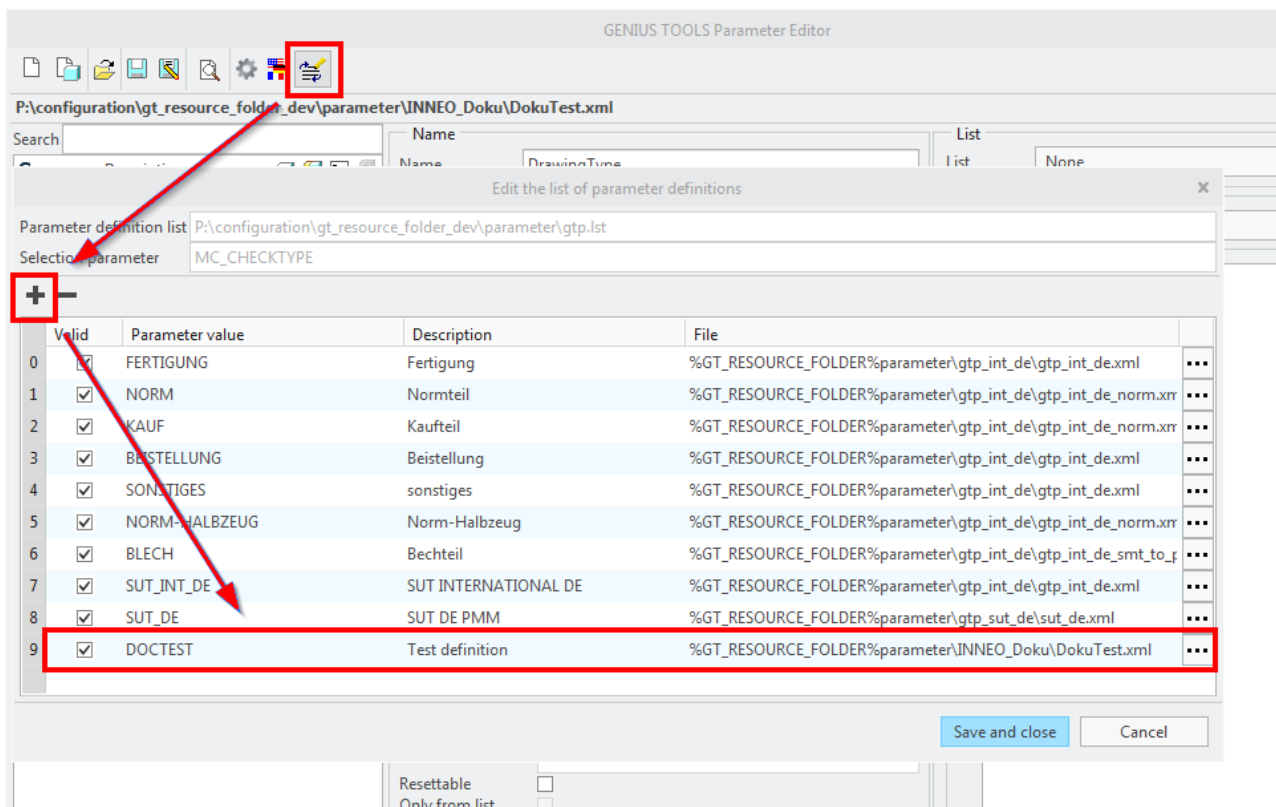 GENIUS TOOLS Parameter Editor
P:\configuration\gt_resource_folder_dev\parameter\INNEO_Doku\DokuTest.xml
Search Name List
Name DrawingType List None
Edit the list of parameter definitions x
Parameter definition list P:\configuration\gt_resource_folder_dev\parameter\gtp.lst
Selection parameter MC_CHECKTYPE
Valid Parameter value Description File
0 FERTIGUNG Fertigung %GT_RESOURCE_FOLDER%parameter\gtp_int_de\gtp_int_de.xml ...
1 NORM Normteil %GT_RESOURCE_FOLDER%parameter\gtp_int_de\gtp_int_de_norm.xm ...
2 KAUF Kaufteil %GT_RESOURCE_FOLDER%parameter\gtp_int_de\gtp_int_de_norm.xm ...
3 BEISTELLUNG Beistellung %GT_RESOURCE_FOLDER%parameter\gtp_int_de\gtp_int_de.xml ...
4 SONSTIGES sonstiges %GT_RESOURCE_FOLDER%parameter\gtp_int_de\gtp_int_de.xml ...
5 NORM-HALBZEUG Norm-Halbzeug %GT_RESOURCE_FOLDER%parameter\gtp_int_de\gtp_int_de_norm.xm ...
6 BLECH Bechteil %GT_RESOURCE_FOLDER%parameter\gtp_int_de\gtp_int_de_smt_to_p ...
7 SUT_INT_DE SUT INTERNATIONAL DE %GT_RESOURCE_FOLDER%parameter\gtp_int_de\gtp_int_de.xml ...
8 SUT_DE SUT DE PMM %GT_RESOURCE_FOLDER%parameter\gtp_sut_de\sut_de.xml ...
9 DOCTEST Test definition %GT_RESOURCE_FOLDER%parameter\INNEO_Doku\DokuTest.xml ...
Save and close Cancel
Resettable
Only from list